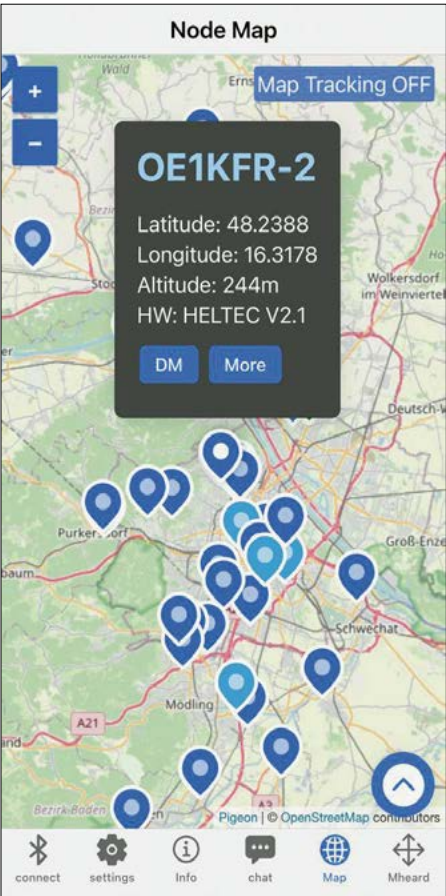 Node Map
Wald
+
Map Tracking OFF
−
OE1KFR-2
Latitude: 48.2388
Longitude: 16.3178
Altitude: 244m
HW: HELTEC V2.1
DM
More
Wolkersdorf
im Weinviertel
Deutsch-W
Groß-Enze
baum
Schwechat
Mödling
A21
Bezirk Baden
A3
Pigeon | © OpenStreetMap contributors
connect
settings
Info
chat
Map
Mheard